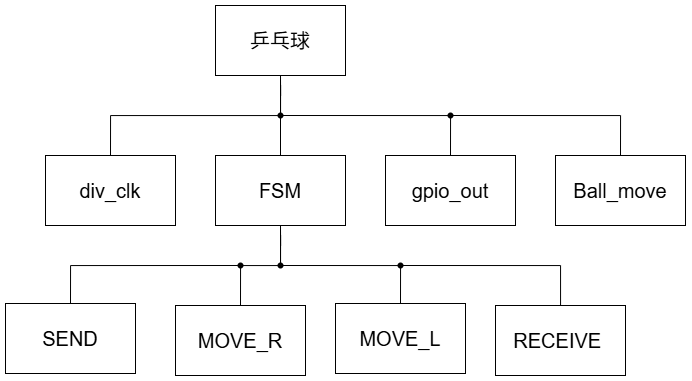 乒乓球
div_clk
FSM
gpio_out
Ball_move
SEND
MOVE_R
MOVE_L
RECEIVE